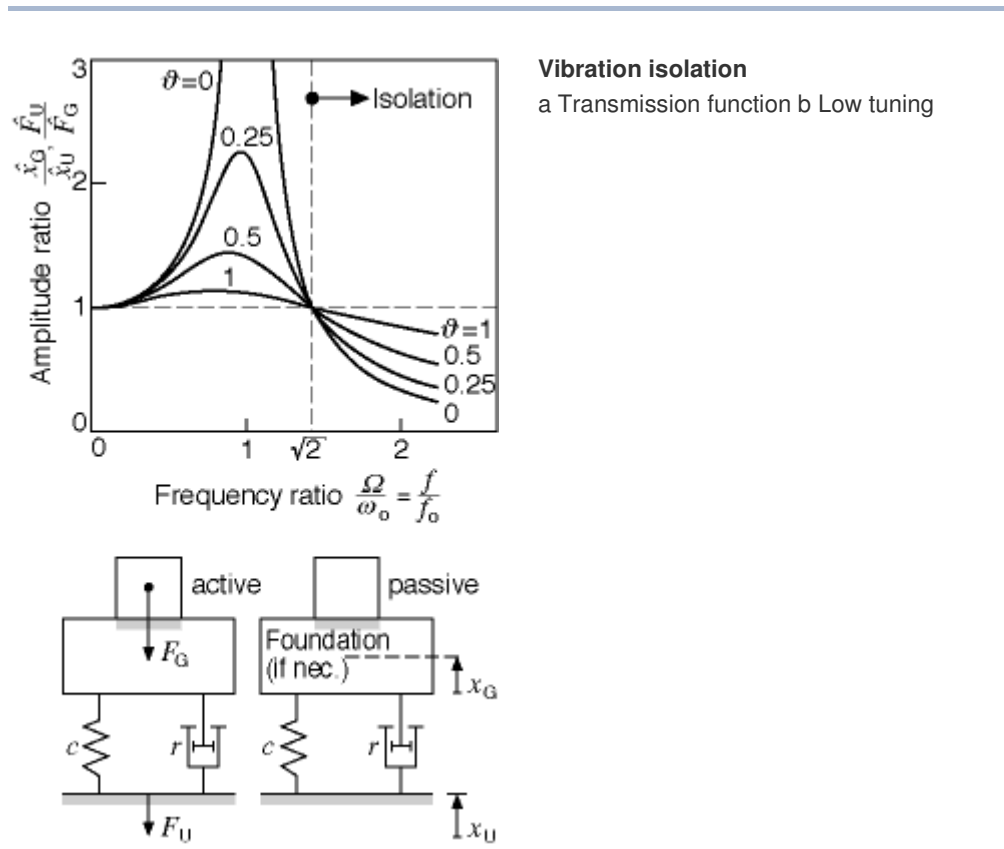 Vibration isolation
a Transmission function b Low tuning
3
ϑ=0
Isolation
0.25
2
0.5
1
1
ϑ=1
0.5
0.25
0
0
0
1
√2
2
Amplitude ratio x̂G/x̂U, F̂U/F̂G
Frequency ratio Ω/ωo = f/fo
active
passive
FG
Foundation
(if nec.)
xG
c
r
c
r
FU
xU